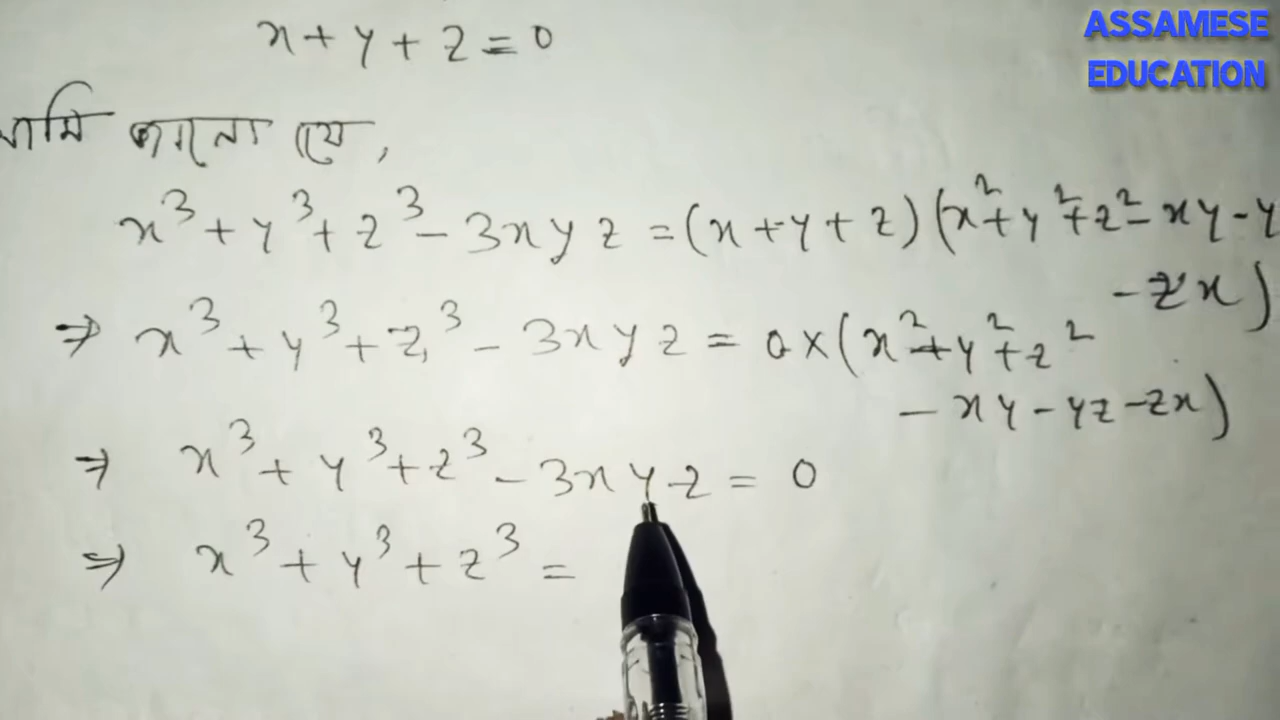 ASSAMESE
EDUCATION
x + y + z = 0
আমি জানো যে,
x³ + y³ + z³ - 3xyz = (x + y + z) (x² + y² + z² - xy - y
- zx)
⇒ x³ + y³ + z³ - 3xyz = 0 × (x² + y² + z²
- xy - yz - zx)
⇒ x³ + y³ + z³ - 3xyz = 0
⇒ x³ + y³ + z³ =